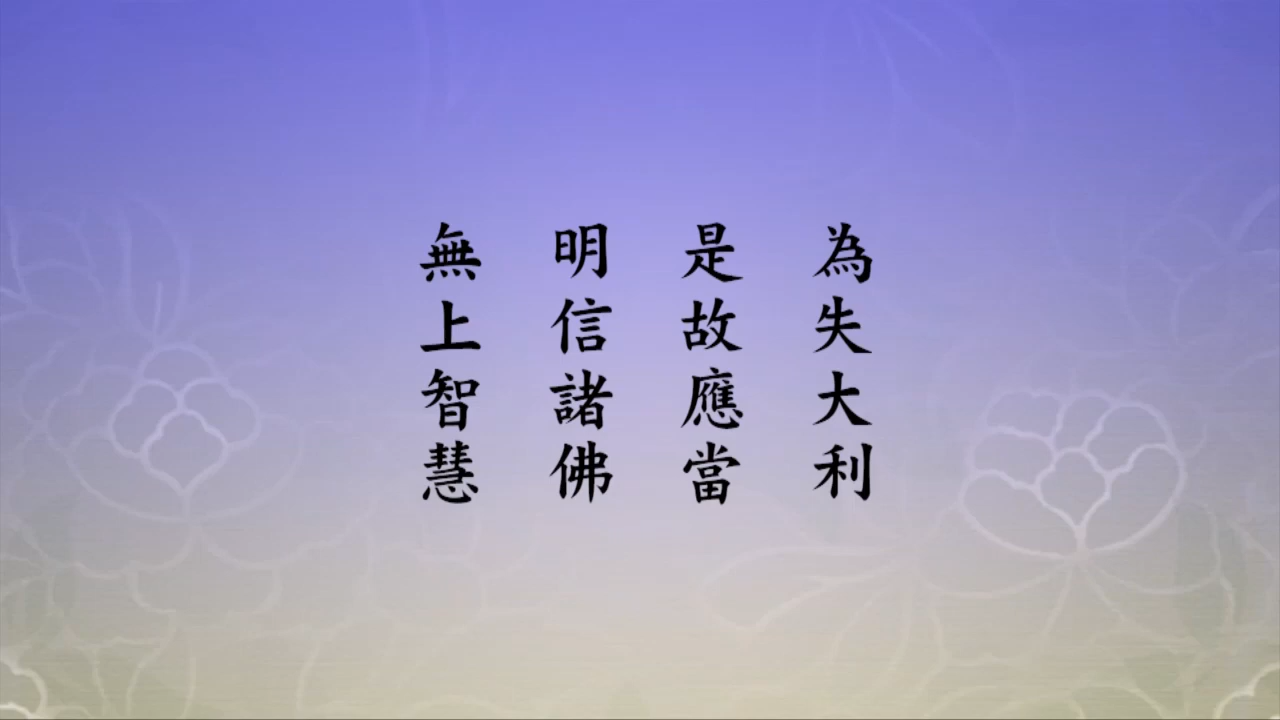 為失大利
是故應當
明信諸佛
無上智慧